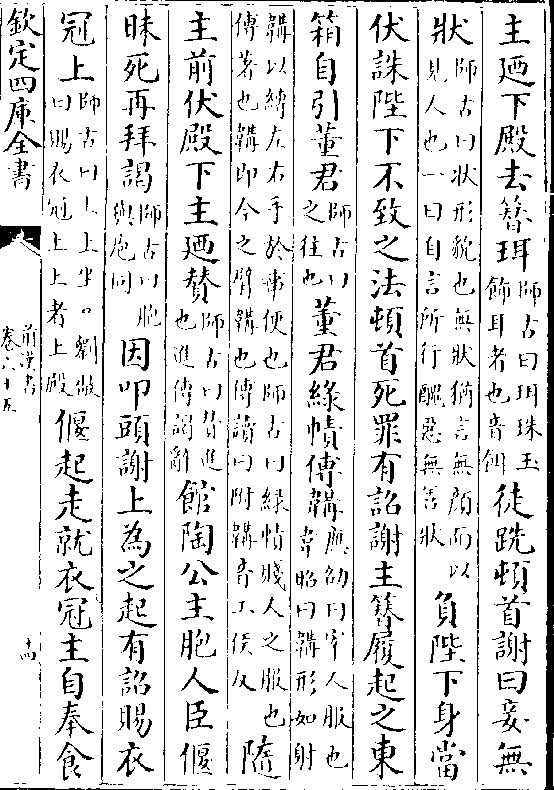 主迺下殿去簪珥師古曰珥珠玉飾耳者也音餌徒跣頓首謝曰妾無
狀師古曰狀形貌也無狀猶言無顔面以見人也一曰自言所行醜惡無善狀負陛下身當
伏誅陛下不致之法頓首死罪有詔謝主簪履起之東
箱自引董君師古曰之往也董君綠幘傅韝應劭曰宰人服也韋昭曰韝形如射
韝以縛左右手於事便也師古曰綠幘賤人之服也傅著也韝即今之臂韝也傅讀曰附韝音工侯反隨
主前伏殿下主迺贊師古曰贊進也進傳謁辭館陶公主胞人臣偃
昧死再拜謁師古曰胞與庖同因叩頭謝上為之起有詔賜衣
冠上師古曰上上坐劉敞曰賜衣冠上上者上殿偃起走就衣冠主自奉食
欽定四庫全書
前漢書
卷六十五
十四